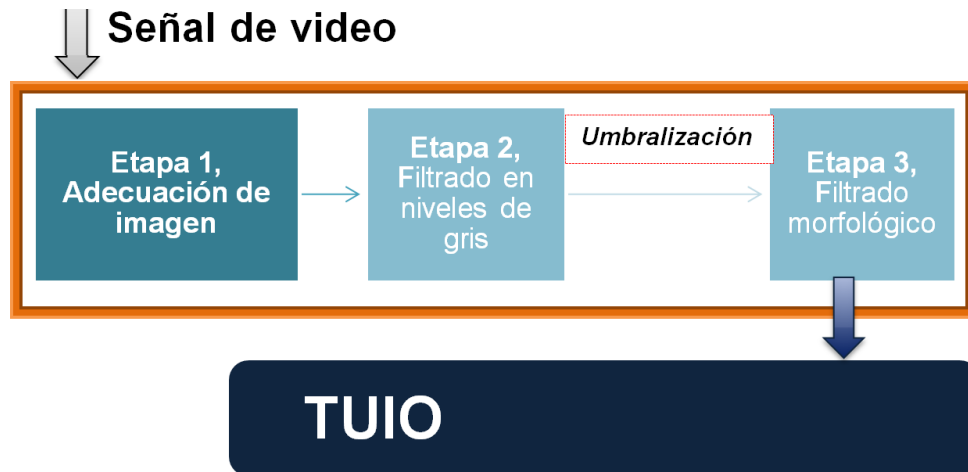 Señal de video
Etapa 1,
Adecuación de
imagen
Etapa 2,
Filtrado en
niveles de
gris
Umbralización
Etapa 3,
Filtrado
morfológico
TUIO